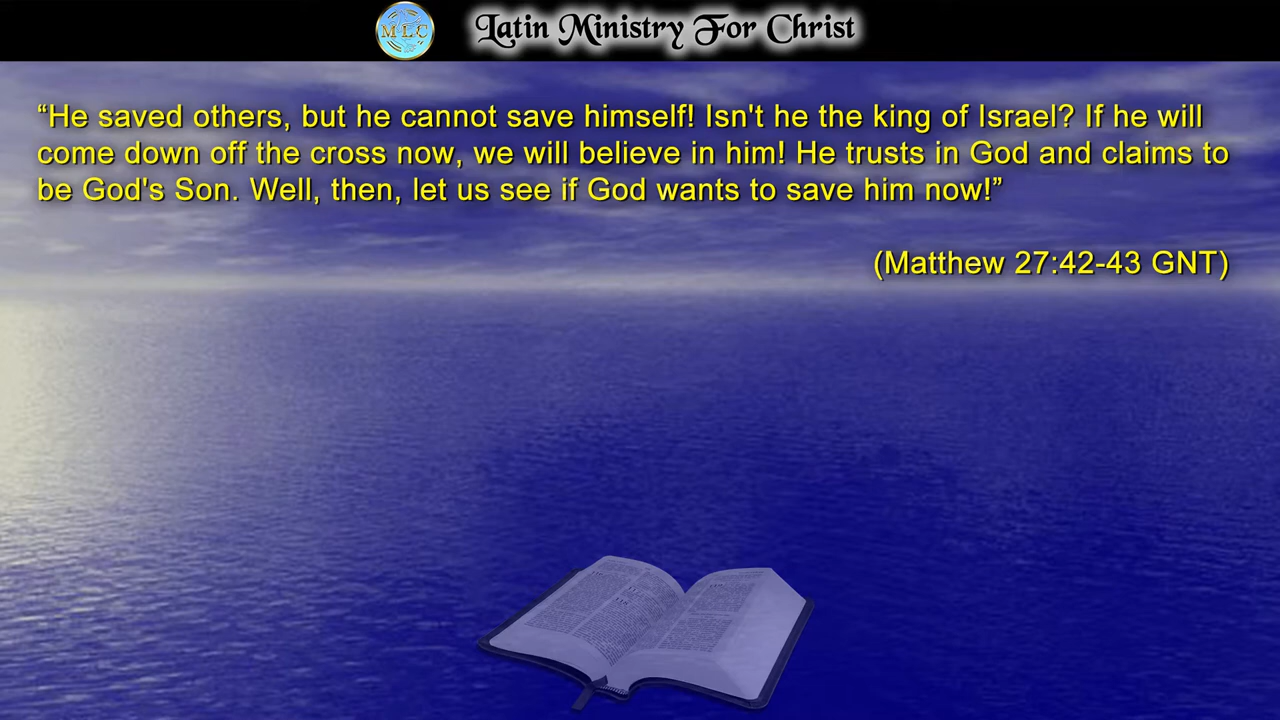 MLC
Latin Ministry For Christ
“He saved others, but he cannot save himself! Isn't he the king of Israel? If he will
come down off the cross now, we will believe in him! He trusts in God and claims to
be God's Son. Well, then, let us see if God wants to save him now!”
(Matthew 27:42-43 GNT)